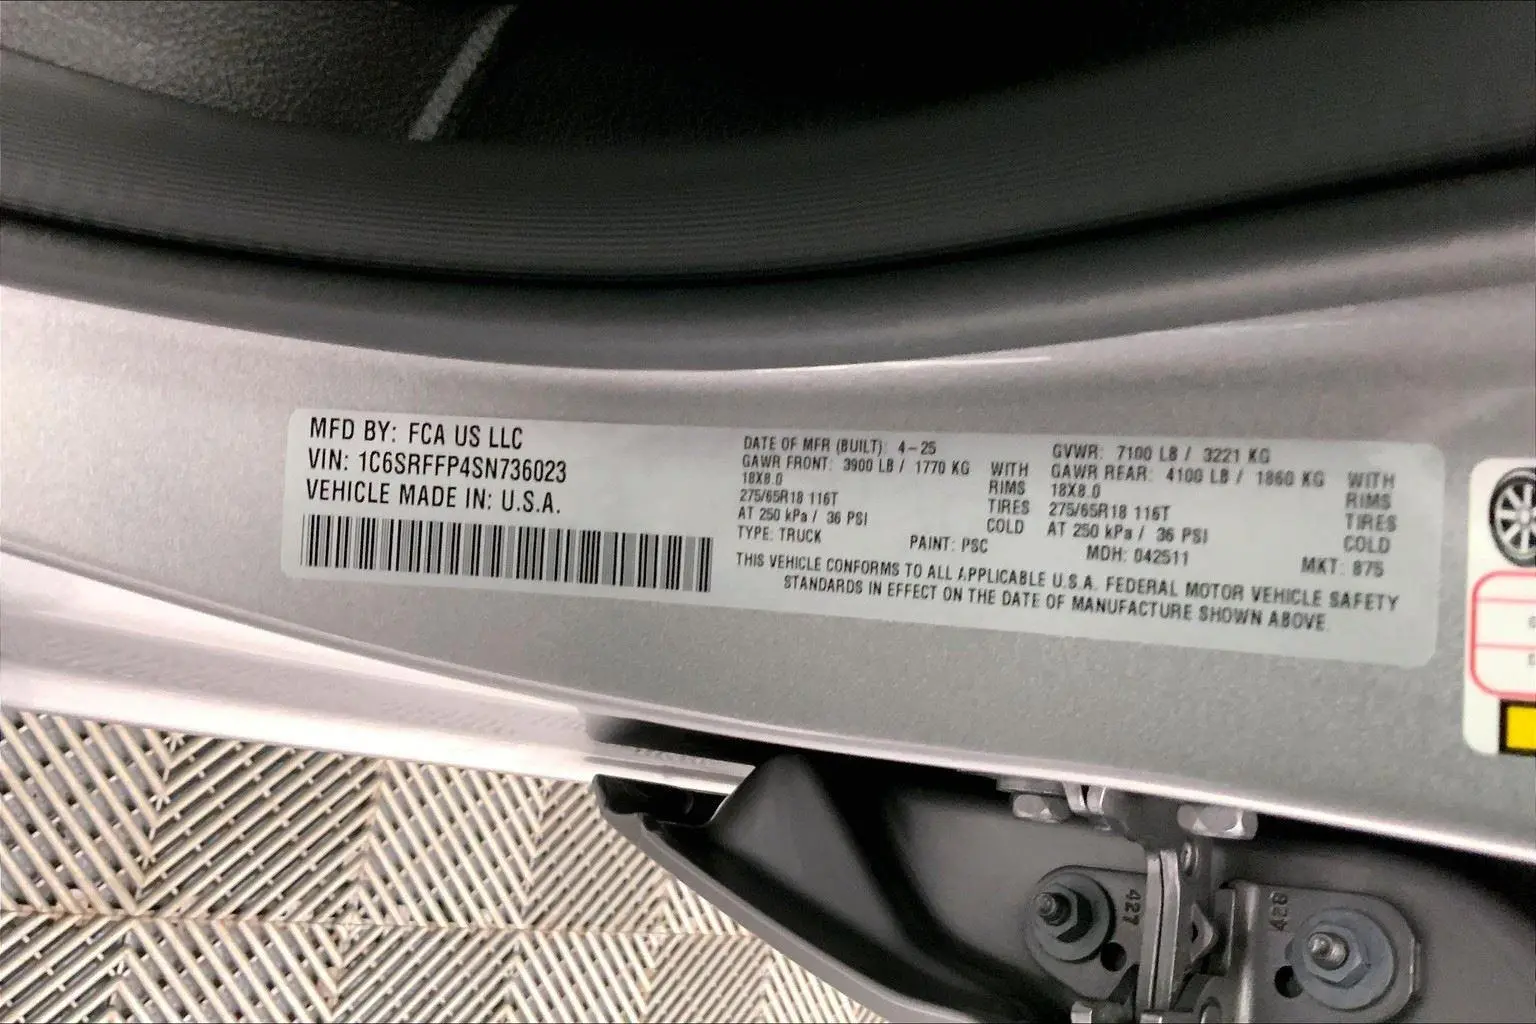 MFD BY: FCA US LLC
VIN: 1C6SRFFP4SN736023
VEHICLE MADE IN: U.S.A.
DATE OF MFR (BUILT): 4-25
GAWR FRONT: 3900 LB / 1770 KG WITH
18X8.0 RIMS
275/65R18 116T TIRES
AT 250 kPa / 36 PSI COLD
TYPE: TRUCK PAINT: PSC
GVWR: 7100 LB / 3221 KG
GAWR REAR: 4100 LB / 1860 KG WITH
18X8.0 RIMS
275/65R18 116T TIRES
AT 250 kPa / 36 PSI COLD
MDH: 042511 MKT: 875
THIS VEHICLE CONFORMS TO ALL APPLICABLE U.S.A. FEDERAL MOTOR VEHICLE SAFETY
STANDARDS IN EFFECT ON THE DATE OF MANUFACTURE SHOWN ABOVE.
427
428